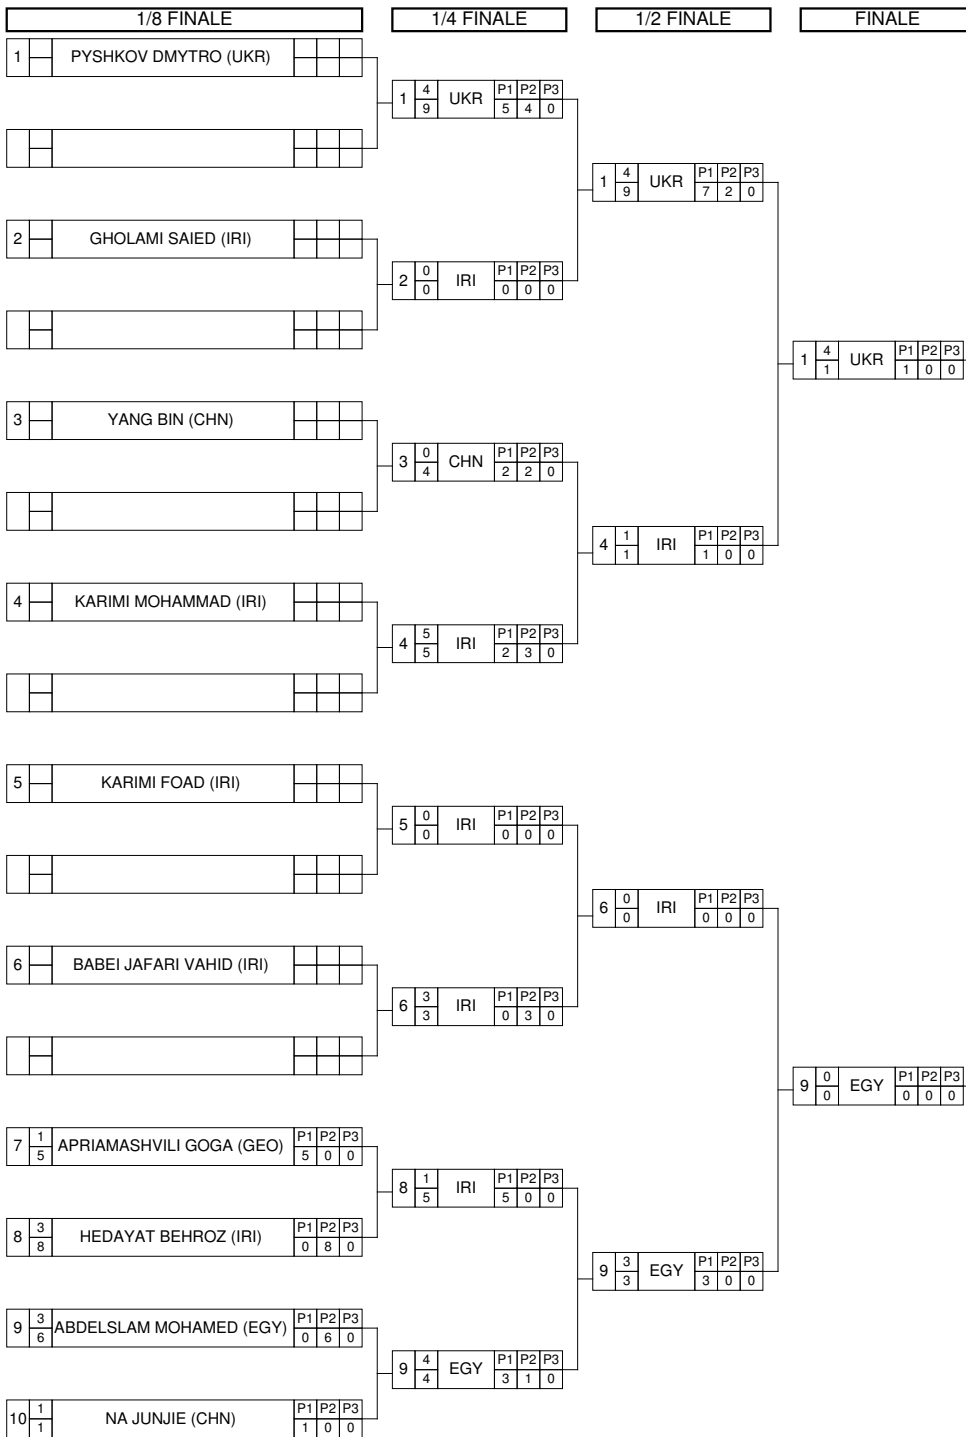 1/8 FINALE 1/4 FINALE 1/2 FINALE FINALE
1 PYSHKOV DMYTRO (UKR)
1 4 UKR P1 P2 P3
9 5 4 0
1 4 UKR P1 P2 P3
9 7 2 0
2 GHOLAMI SAIED (IRI)
2 0 IRI P1 P2 P3
0 0 0 0
1 4 UKR P1 P2 P3
1 1 0 0
3 YANG BIN (CHN)
3 0 CHN P1 P2 P3
4 2 2 0
4 1 IRI P1 P2 P3
1 1 0 0
4 KARIMI MOHAMMAD (IRI)
4 5 IRI P1 P2 P3
5 2 3 0
5 KARIMI FOAD (IRI)
5 0 IRI P1 P2 P3
0 0 0 0
6 0 IRI P1 P2 P3
0 0 0 0
6 BABEI JAFARI VAHID (IRI)
6 3 IRI P1 P2 P3
3 0 3 0
9 0 EGY P1 P2 P3
0 0 0 0
7 1 APRIAMASHVILI GOGA (GEO) P1 P2 P3
5 5 0 0
8 1 IRI P1 P2 P3
5 5 0 0
8 3 HEDAYAT BEHROZ (IRI) P1 P2 P3
8 0 8 0
9 3 EGY P1 P2 P3
3 3 0 0
9 3 ABDELSLAM MOHAMED (EGY) P1 P2 P3
6 0 6 0
9 4 EGY P1 P2 P3
4 3 1 0
10 1 NA JUNJIE (CHN) P1 P2 P3
1 1 0 0